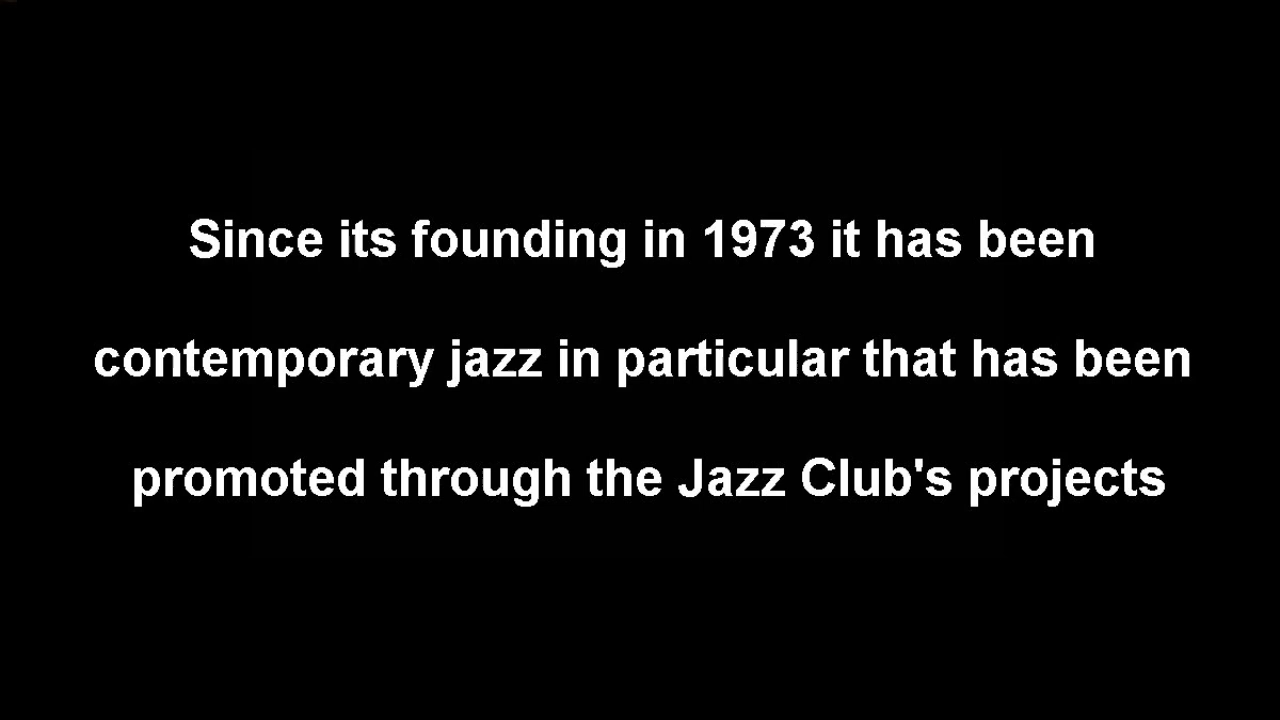 Since its founding in 1973 it has been
contemporary jazz in particular that has been
promoted through the Jazz Club's projects